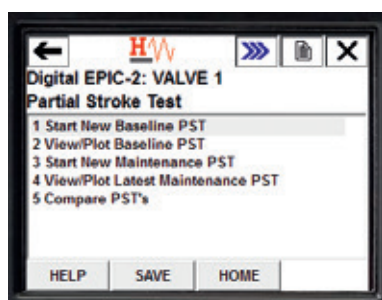 Digital EPIC-2: VALVE 1
Partial Stroke Test
1 Start New Baseline PST
2 View/Plot Baseline PST
3 Start New Maintenance PST
4 View/Plot Latest Maintenance PST
5 Compare PST's
HELP SAVE HOME